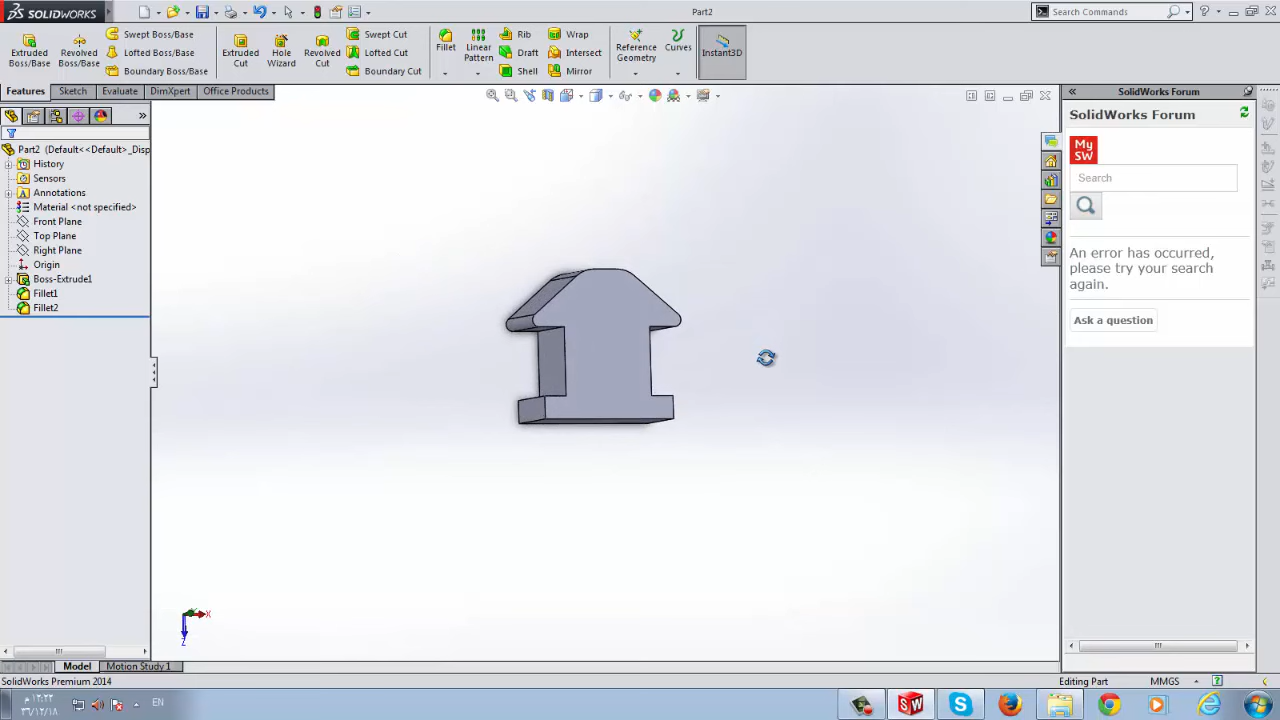 SOLIDWORKS
Part2
Search Commands
Extruded Boss/Base
Revolved Boss/Base
Swept Boss/Base
Lofted Boss/Base
Boundary Boss/Base
Extruded Cut
Hole Wizard
Revolved Cut
Swept Cut
Lofted Cut
Boundary Cut
Fillet
Linear Pattern
Rib
Draft
Shell
Wrap
Intersect
Mirror
Reference Geometry
Curves
Instant3D
Features
Sketch
Evaluate
DimXpert
Office Products
SolidWorks Forum
Part2 (Default<<Default>_Disp
History
Sensors
Annotations
Material <not specified>
Front Plane
Top Plane
Right Plane
Origin
Boss-Extrude1
Fillet1
Fillet2
SolidWorks Forum
My SW
Search
An error has occurred,
please try your search
again.
Ask a question
X
Z
Model
Motion Study 1
SolidWorks Premium 2014
Editing Part
MMGS
EN
SW